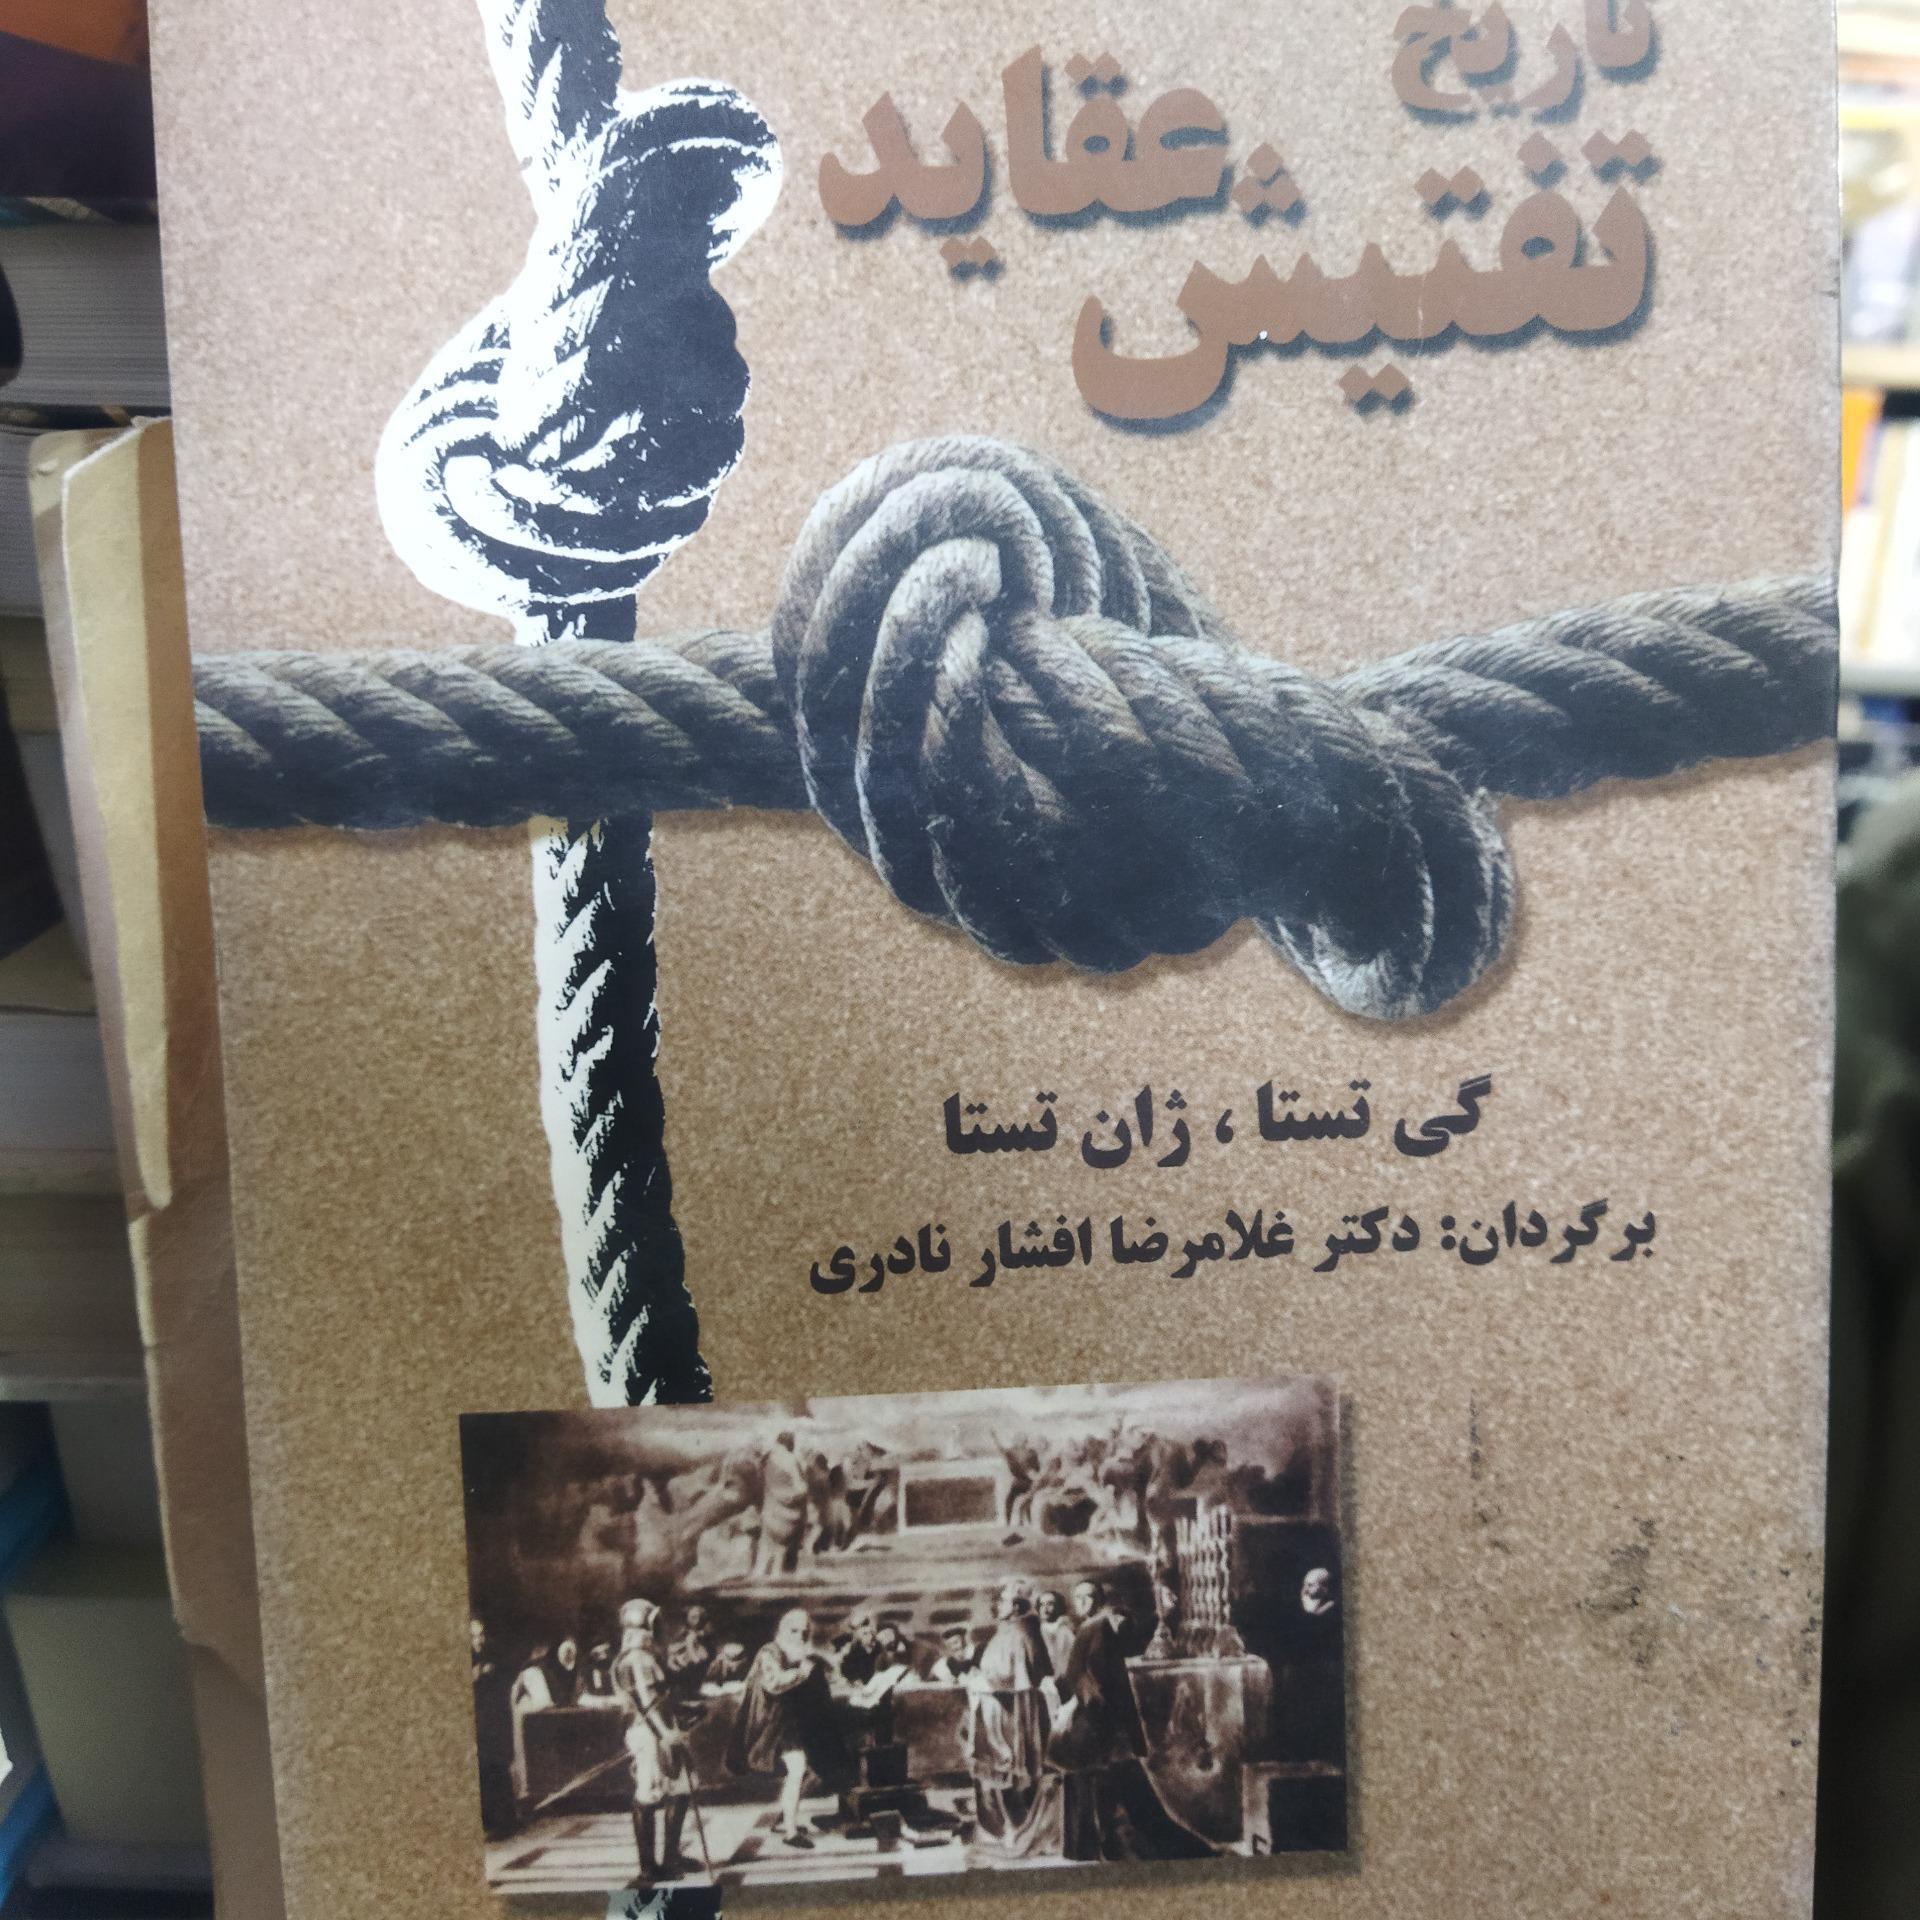 تاریخ
تفتیش عقاید
گی تستا ، ژان تستا
برگردان: دکتر غلامرضا افشار نادری